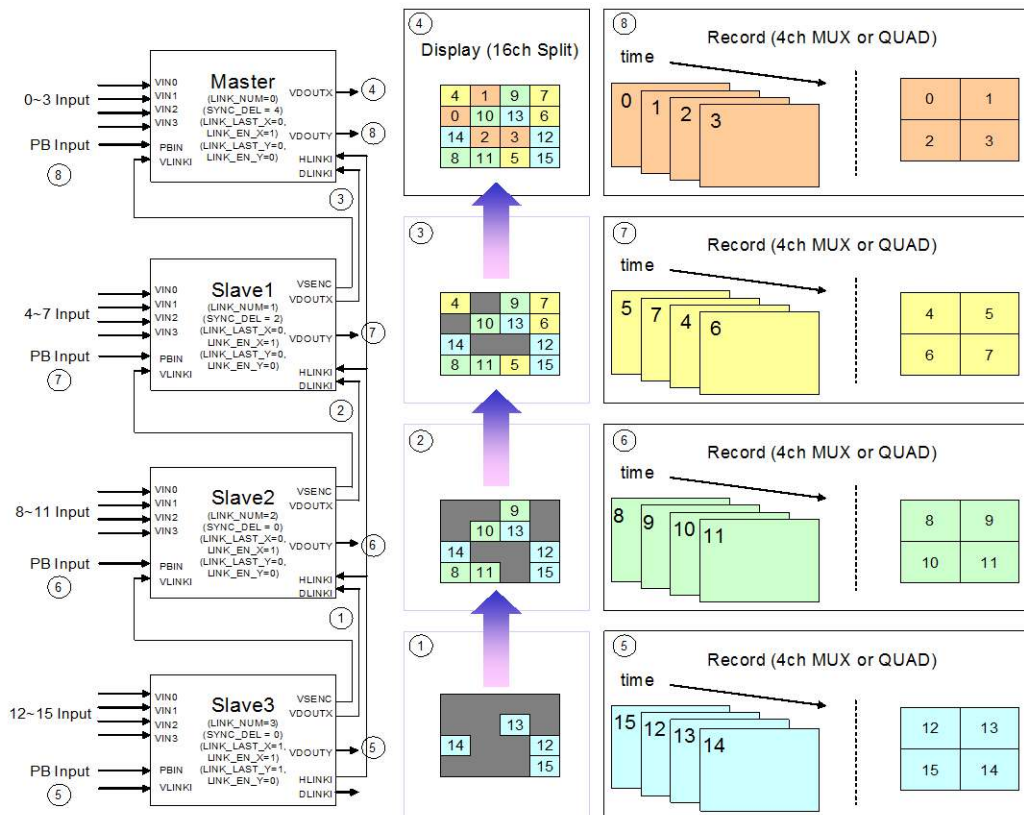 Master
(LINK_NUM=0)
(SYNC_DEL = 4)
(LINK_LAST_X=0,
LINK_EN_X=1)
(LINK_LAST_Y=0,
LINK_EN_Y=0)
VIN0
VIN1
VIN2
VIN3
PBIN
VLINKI
VDOUTX
VDOUTY
HLINKI
DLINKI
0~3 Input
PB Input
8
4
8
3
Slave1
(LINK_NUM=1)
(SYNC_DEL = 2)
(LINK_LAST_X=0,
LINK_EN_X=1)
(LINK_LAST_Y=0,
LINK_EN_Y=0)
VIN0
VIN1
VIN2
VIN3
PBIN
VLINKI
VSENC
VDOUTX
VDOUTY
HLINKI
DLINKI
4~7 Input
PB Input
7
7
2
Slave2
(LINK_NUM=2)
(SYNC_DEL = 0)
(LINK_LAST_X=0,
LINK_EN_X=1)
(LINK_LAST_Y=0,
LINK_EN_Y=0)
VIN0
VIN1
VIN2
VIN3
PBIN
VLINKI
VSENC
VDOUTX
VDOUTY
HLINKI
DLINKI
8~11 Input
PB Input
6
6
1
Slave3
(LINK_NUM=3)
(SYNC_DEL = 0)
(LINK_LAST_X=1,
LINK_EN_X=1)
(LINK_LAST_Y=1,
LINK_EN_Y=0)
VIN0
VIN1
VIN2
VIN3
PBIN
VLINKI
VSENC
VDOUTX
VDOUTY
HLINKI
DLINKI
12~15 Input
PB Input
5
5
4
Display (16ch Split)
4 1 9 7
0 10 13 6
14 2 3 12
8 11 5 15
3
4 9 7
10 13 6
14 12
8 11 5 15
2
9
10 13
14 12
8 11 15
1
13
14 12
15
8
Record (4ch MUX or QUAD)
time
0 1 2 3
0 1
2 3
7
Record (4ch MUX or QUAD)
time
5 7 4 6
4 5
6 7
6
Record (4ch MUX or QUAD)
time
8 9 10 11
8 9
10 11
5
Record (4ch MUX or QUAD)
time
15 12 13 14
12 13
15 14